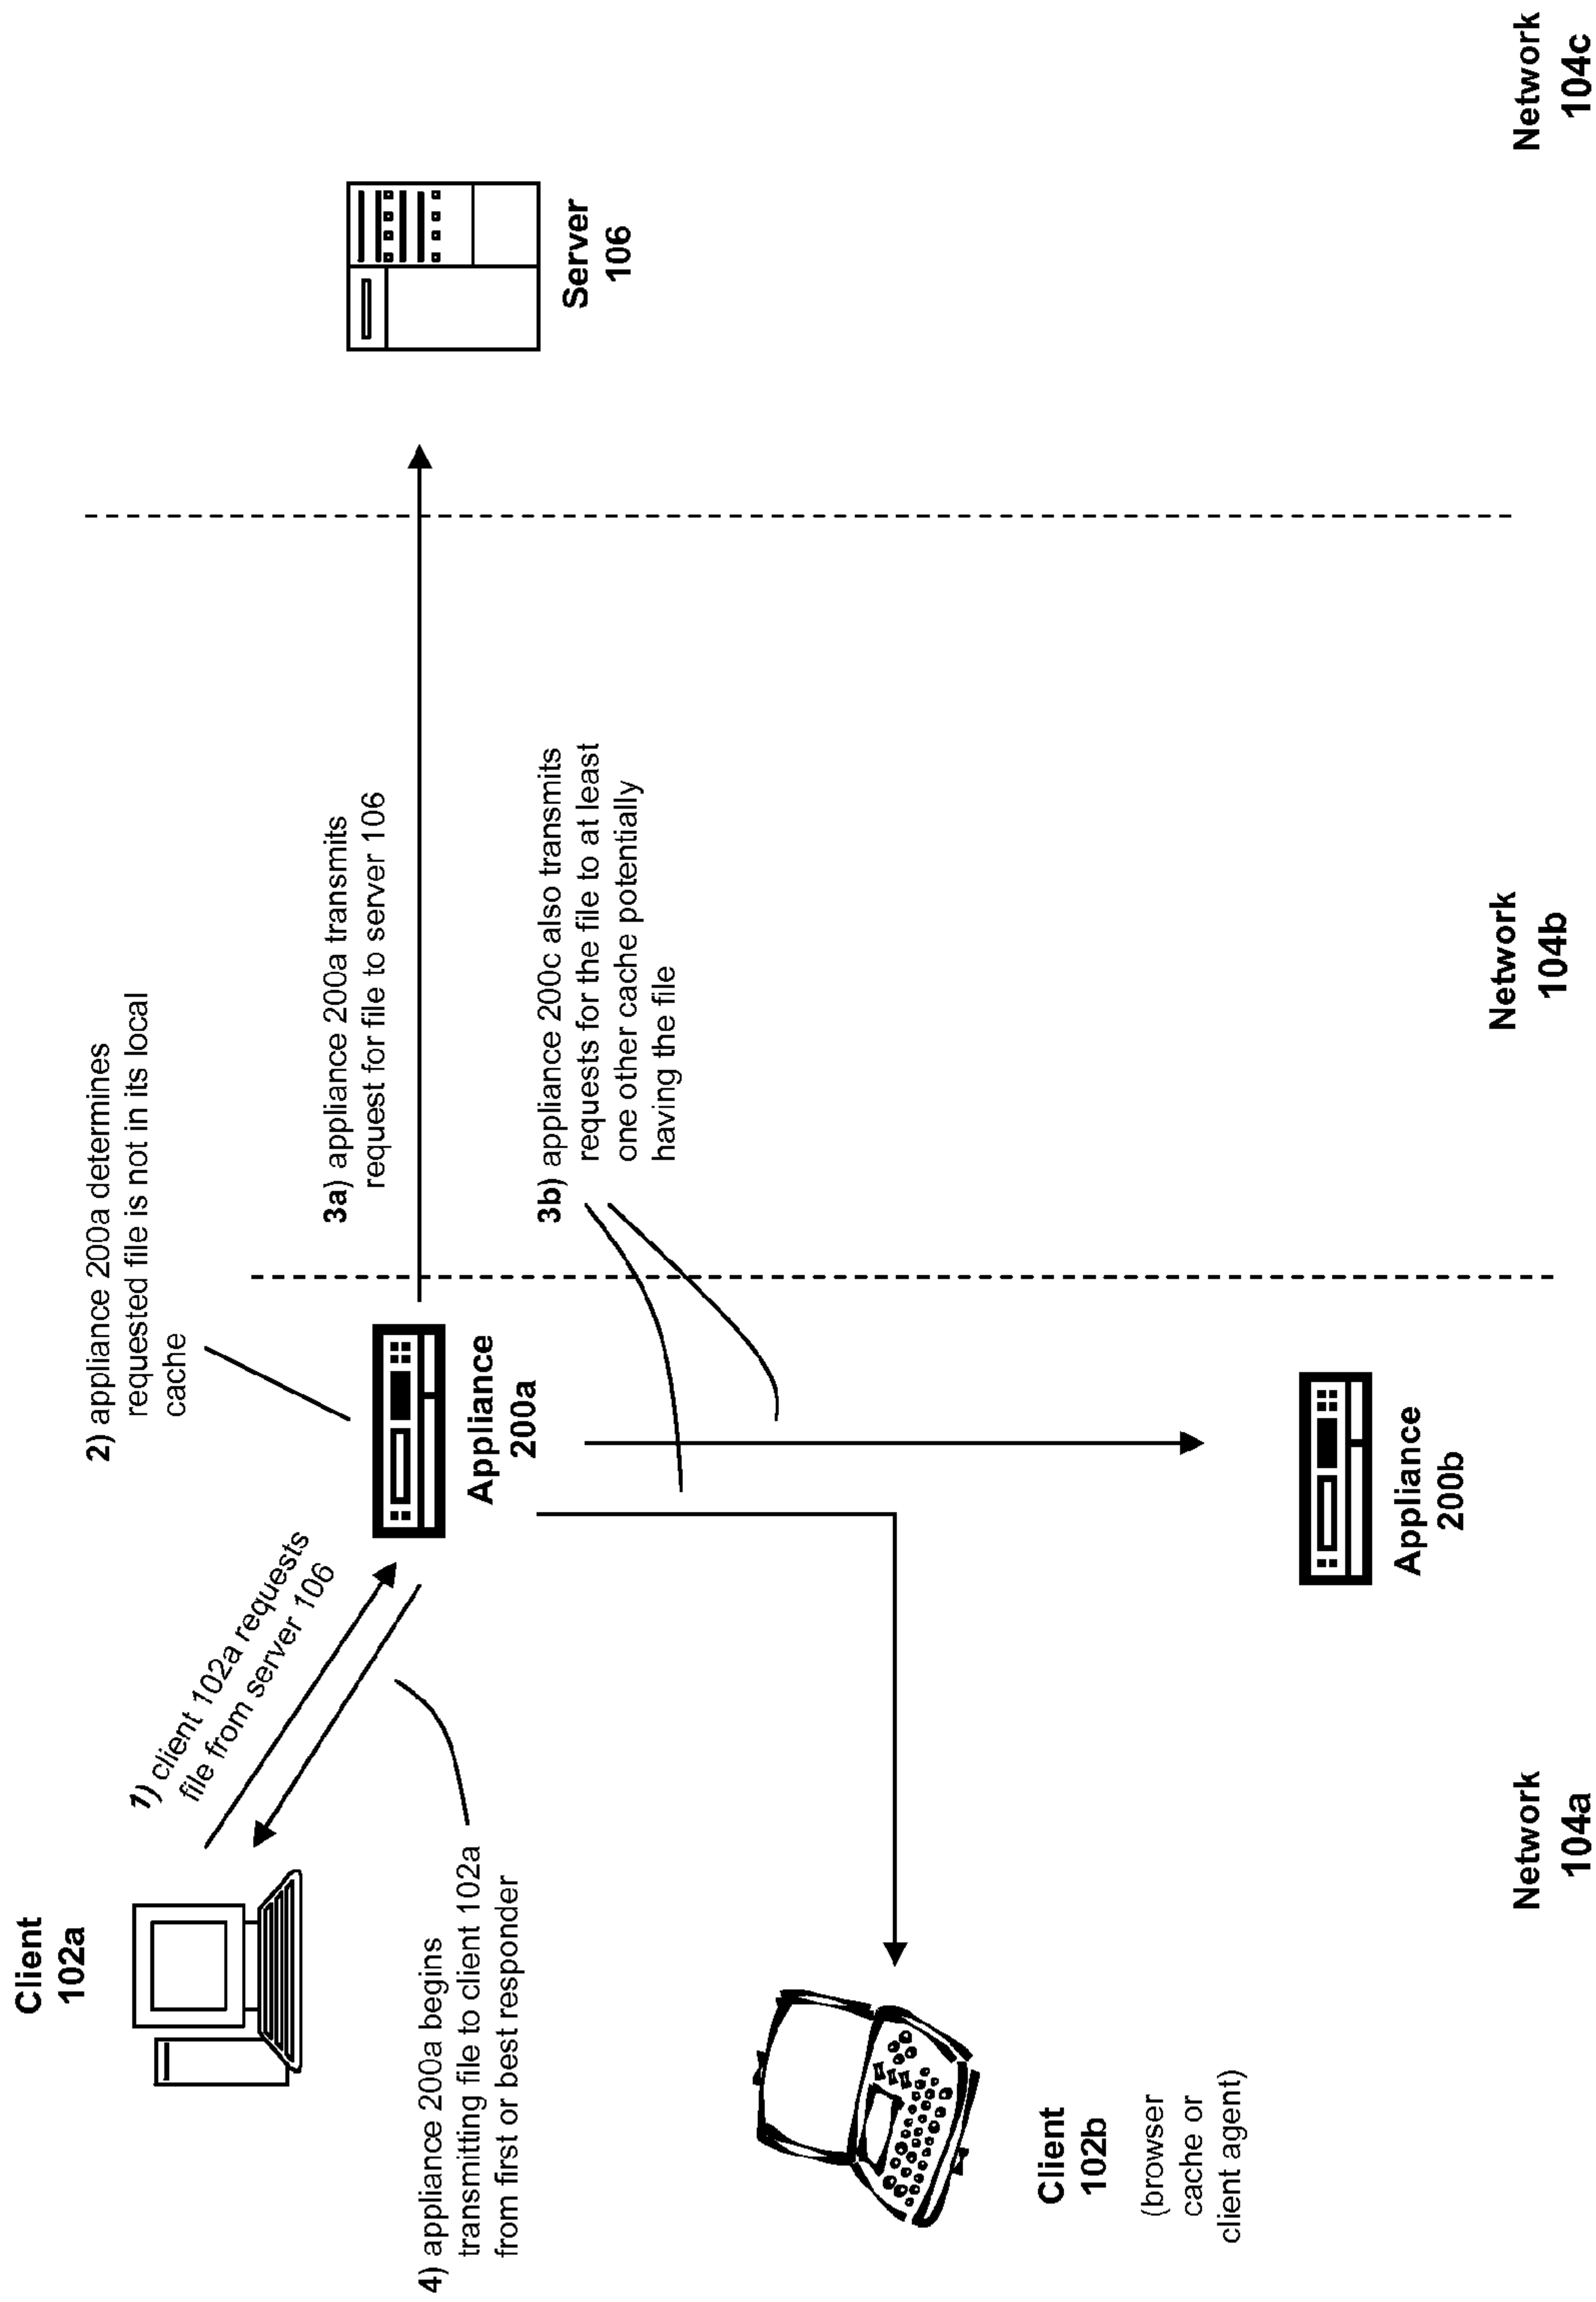 Client
102a
1) client 102a requests
file from server 106
2) appliance 200a determines
requested file is not in its local
cache
Appliance
200a
3a) appliance 200a transmits
request for file to server 106
Server
106
3b) appliance 200c also transmits
requests for the file to at least
one other cache potentially
having the file
4) appliance 200a begins
transmitting file to client 102a
from first or best responder
Client
102b
(browser
cache or
client agent)
Appliance
200b
Network
104a
Network
104b
Network
104c